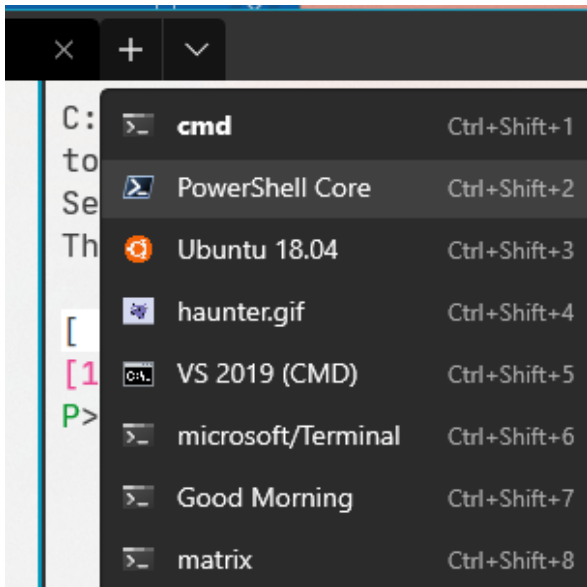 C:
to
Se
Th
[
[1
P>
cmd Ctrl+Shift+1
PowerShell Core Ctrl+Shift+2
Ubuntu 18.04 Ctrl+Shift+3
haunter.gif Ctrl+Shift+4
VS 2019 (CMD) Ctrl+Shift+5
microsoft/Terminal Ctrl+Shift+6
Good Morning Ctrl+Shift+7
matrix Ctrl+Shift+8